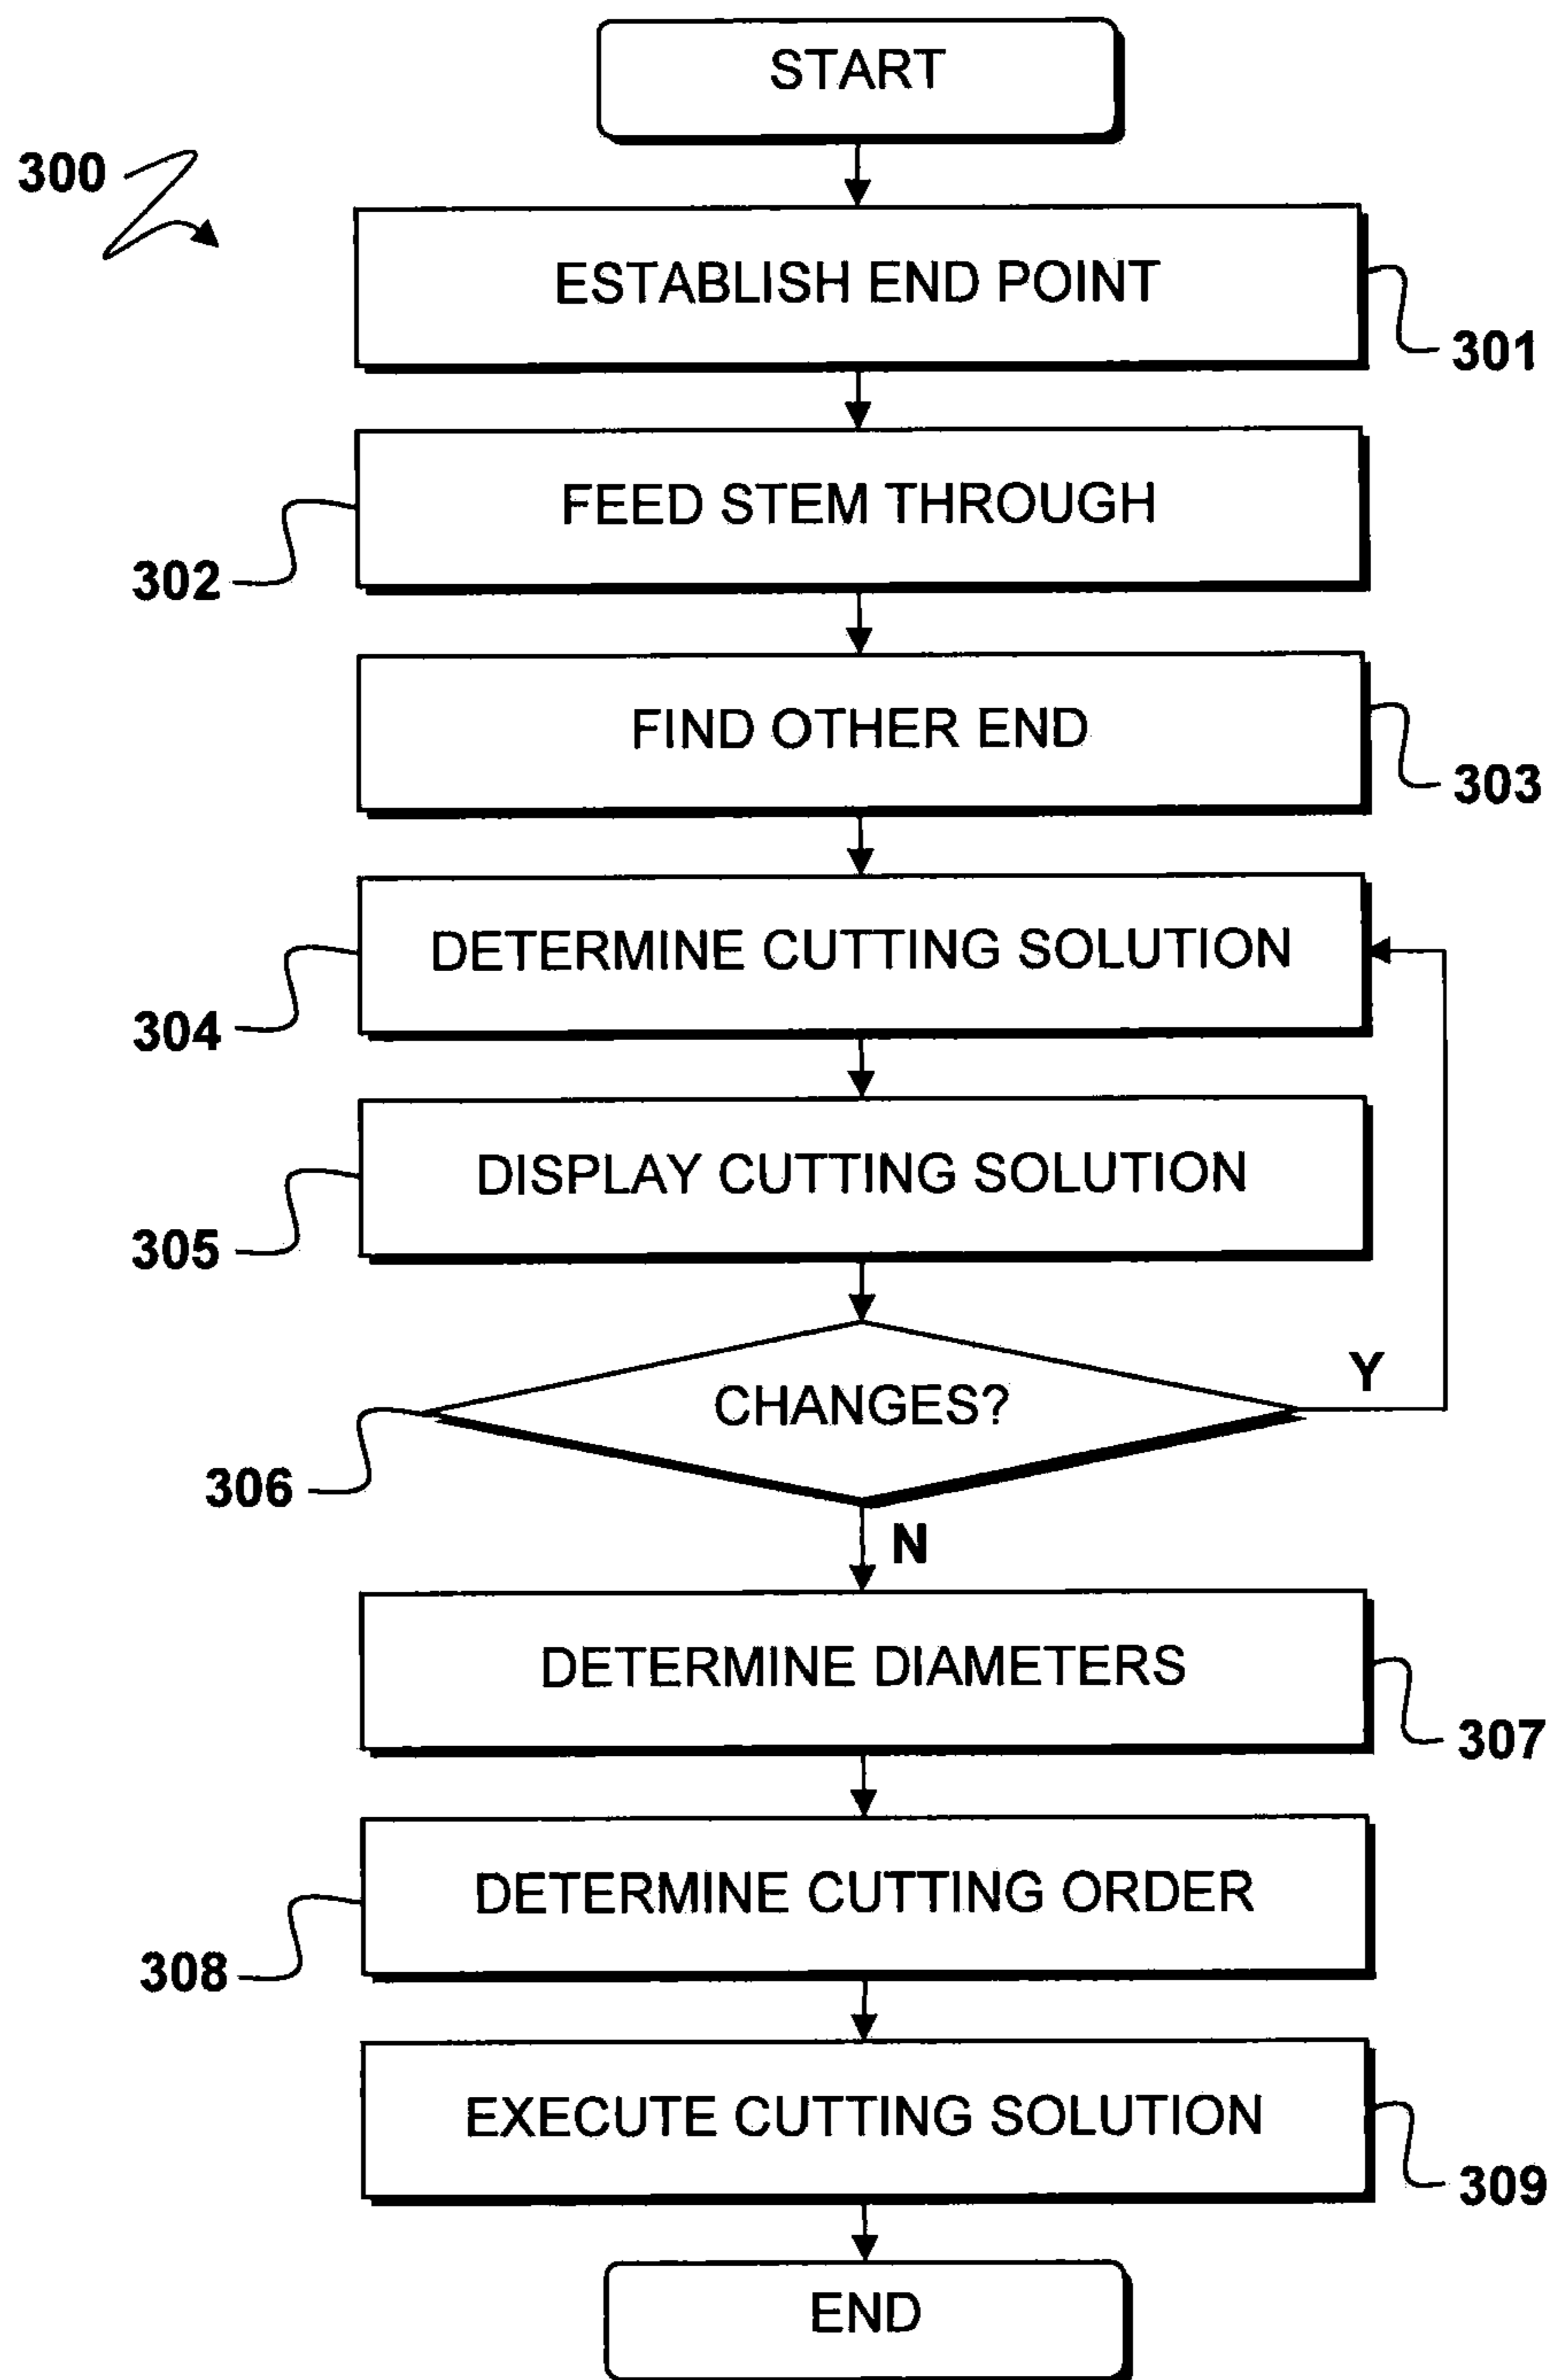 START
300
ESTABLISH END POINT
301
FEED STEM THROUGH
302
FIND OTHER END
303
DETERMINE CUTTING SOLUTION
304
DISPLAY CUTTING SOLUTION
305
CHANGES?
Y
306
N
DETERMINE DIAMETERS
307
DETERMINE CUTTING ORDER
308
EXECUTE CUTTING SOLUTION
309
END